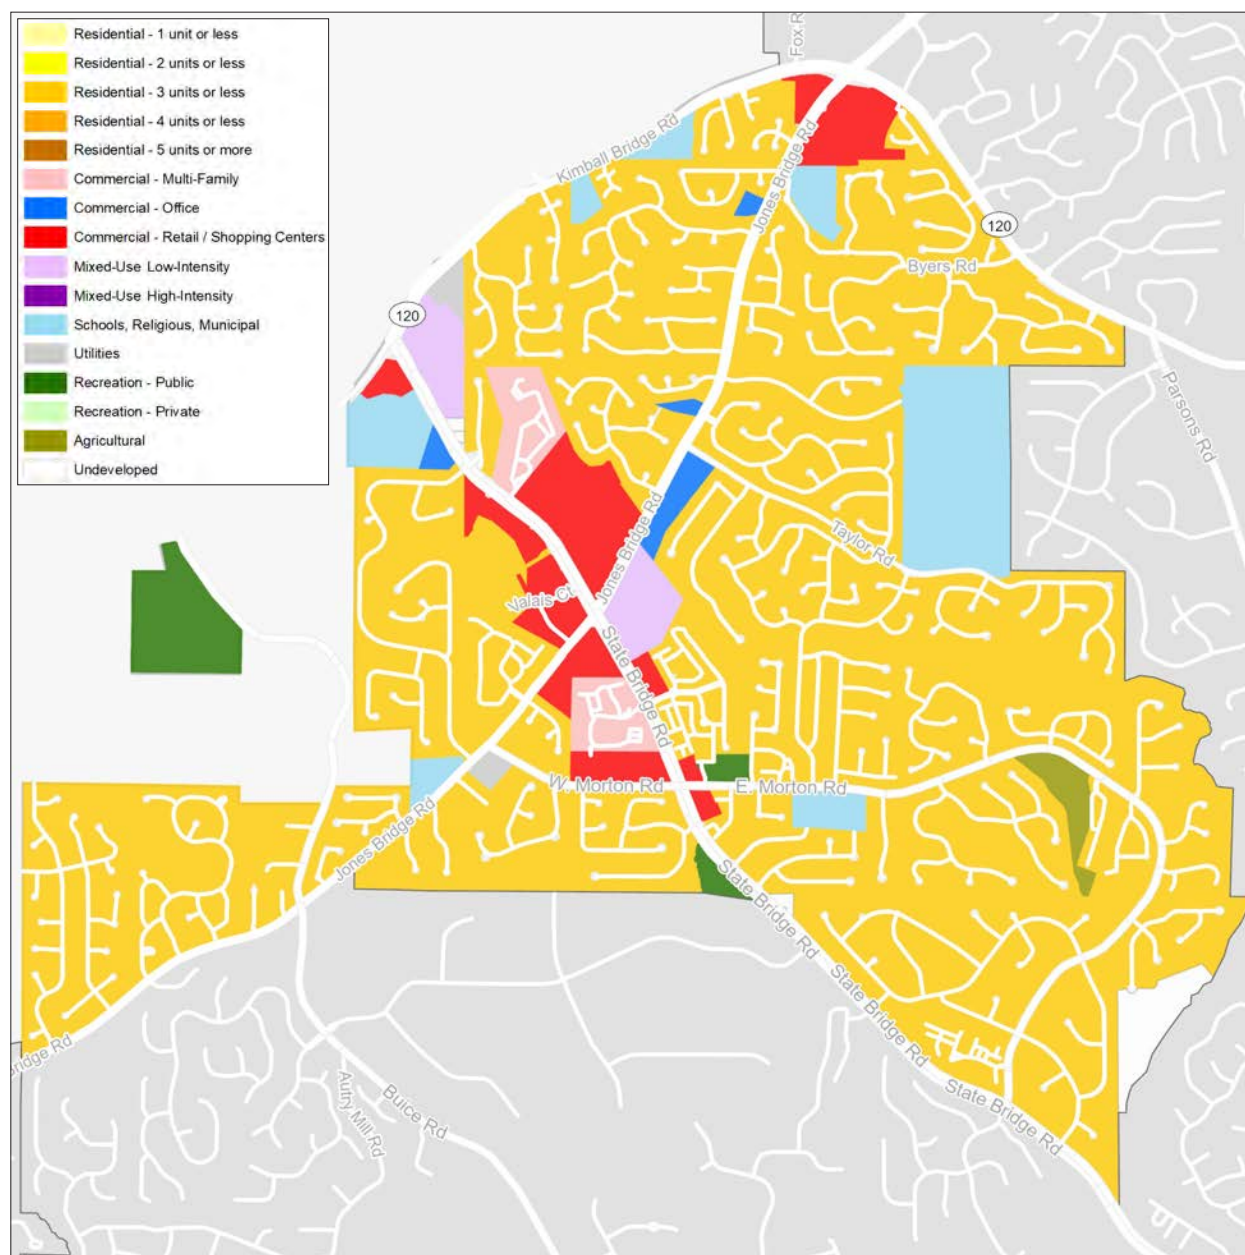 Residential - 1 unit or less
Residential - 2 units or less
Residential - 3 units or less
Residential - 4 units or less
Residential - 5 units or more
Commercial - Multi-Family
Commercial - Office
Commercial - Retail / Shopping Centers
Mixed-Use Low-Intensity
Mixed-Use High-Intensity
Schools, Religious, Municipal
Utilities
Recreation - Public
Recreation - Private
Agricultural
Undeveloped
Fox R
Kimball Bridge Rd
Jones Bridge Rd
120
Byers Rd
120
Parsons Rd
Jones Bridge Rd
Taylor Rd
Valais Ct
State Bridge Rd
W. Morton Rd
E. Morton Rd
Jones Bridge Rd
State Bridge Rd
State Bridge Rd
ridge Rd
Autry Mill Rd
Buice Rd
State Bridge Rd